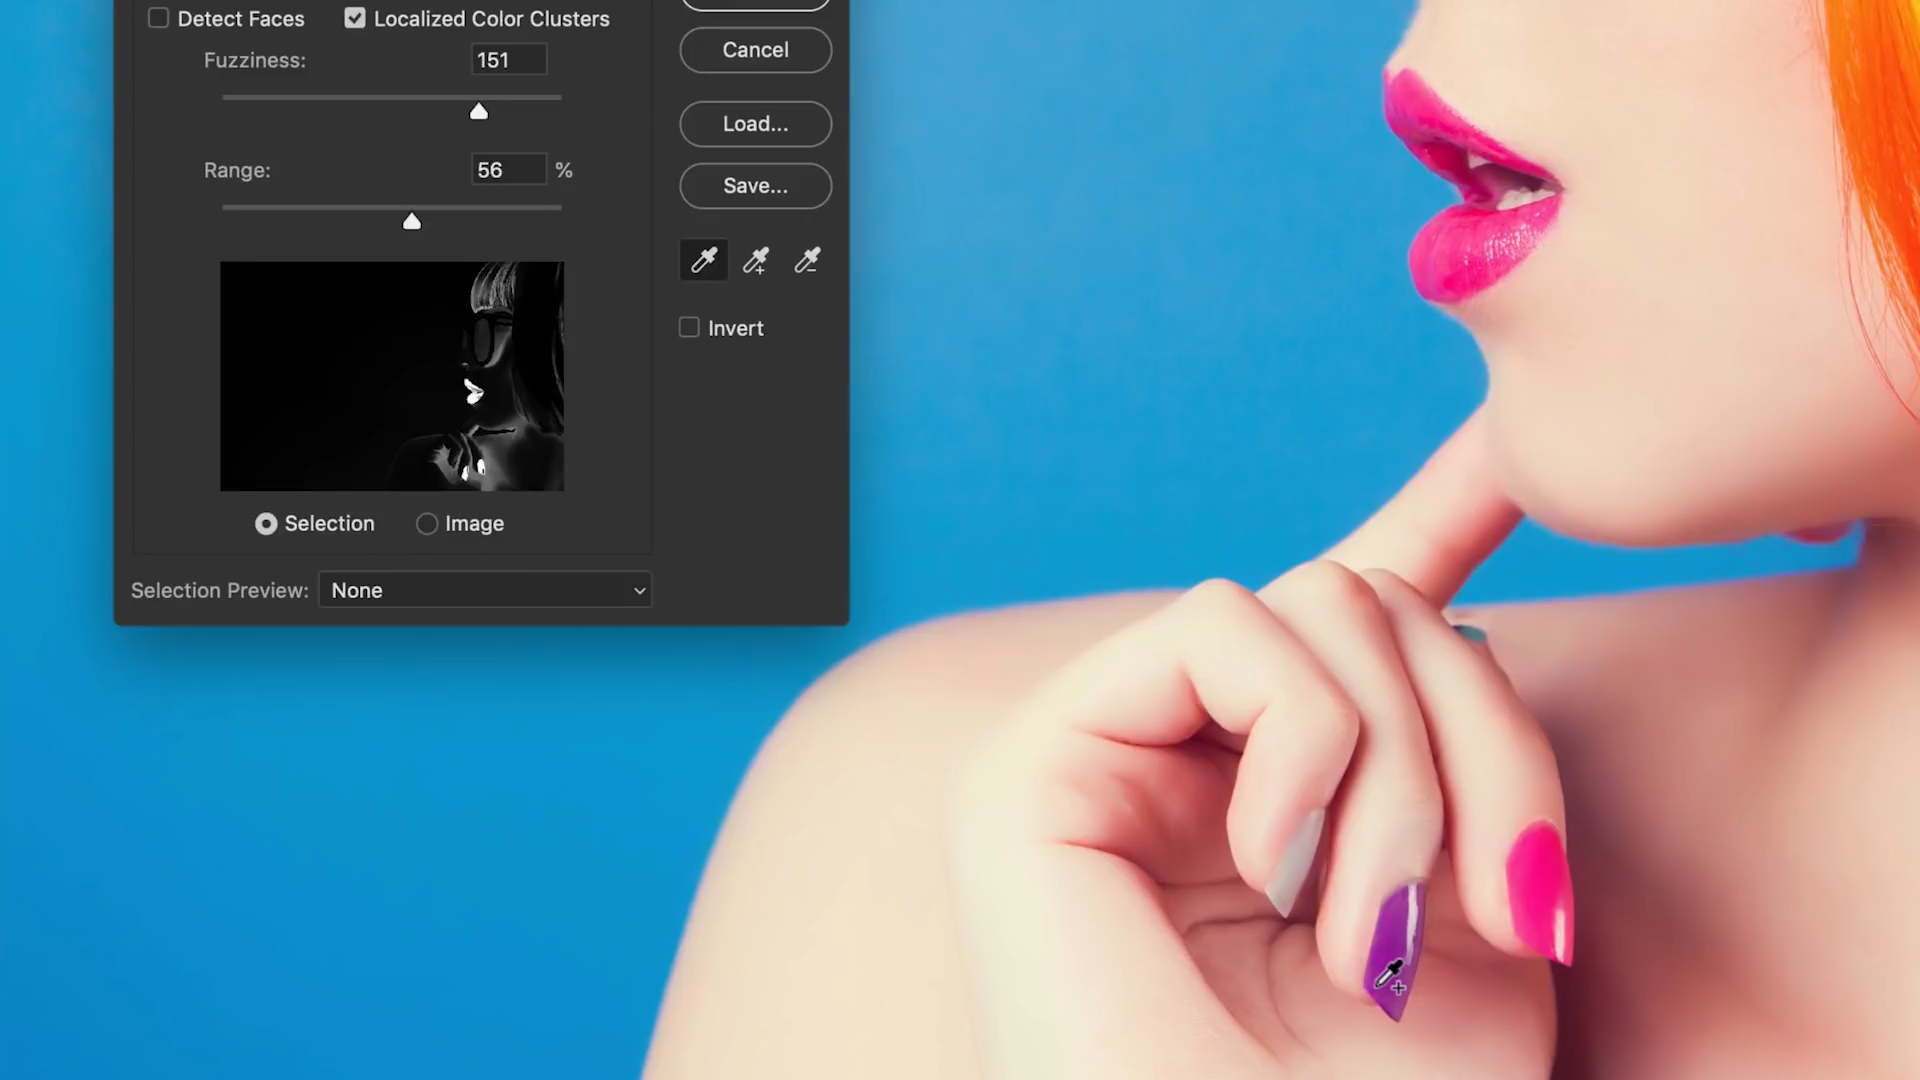 Detect Faces
Localized Color Clusters
Fuzziness:
151
Cancel
Load...
Range:
56
%
Save...
Invert
Selection
Image
Selection Preview:
None